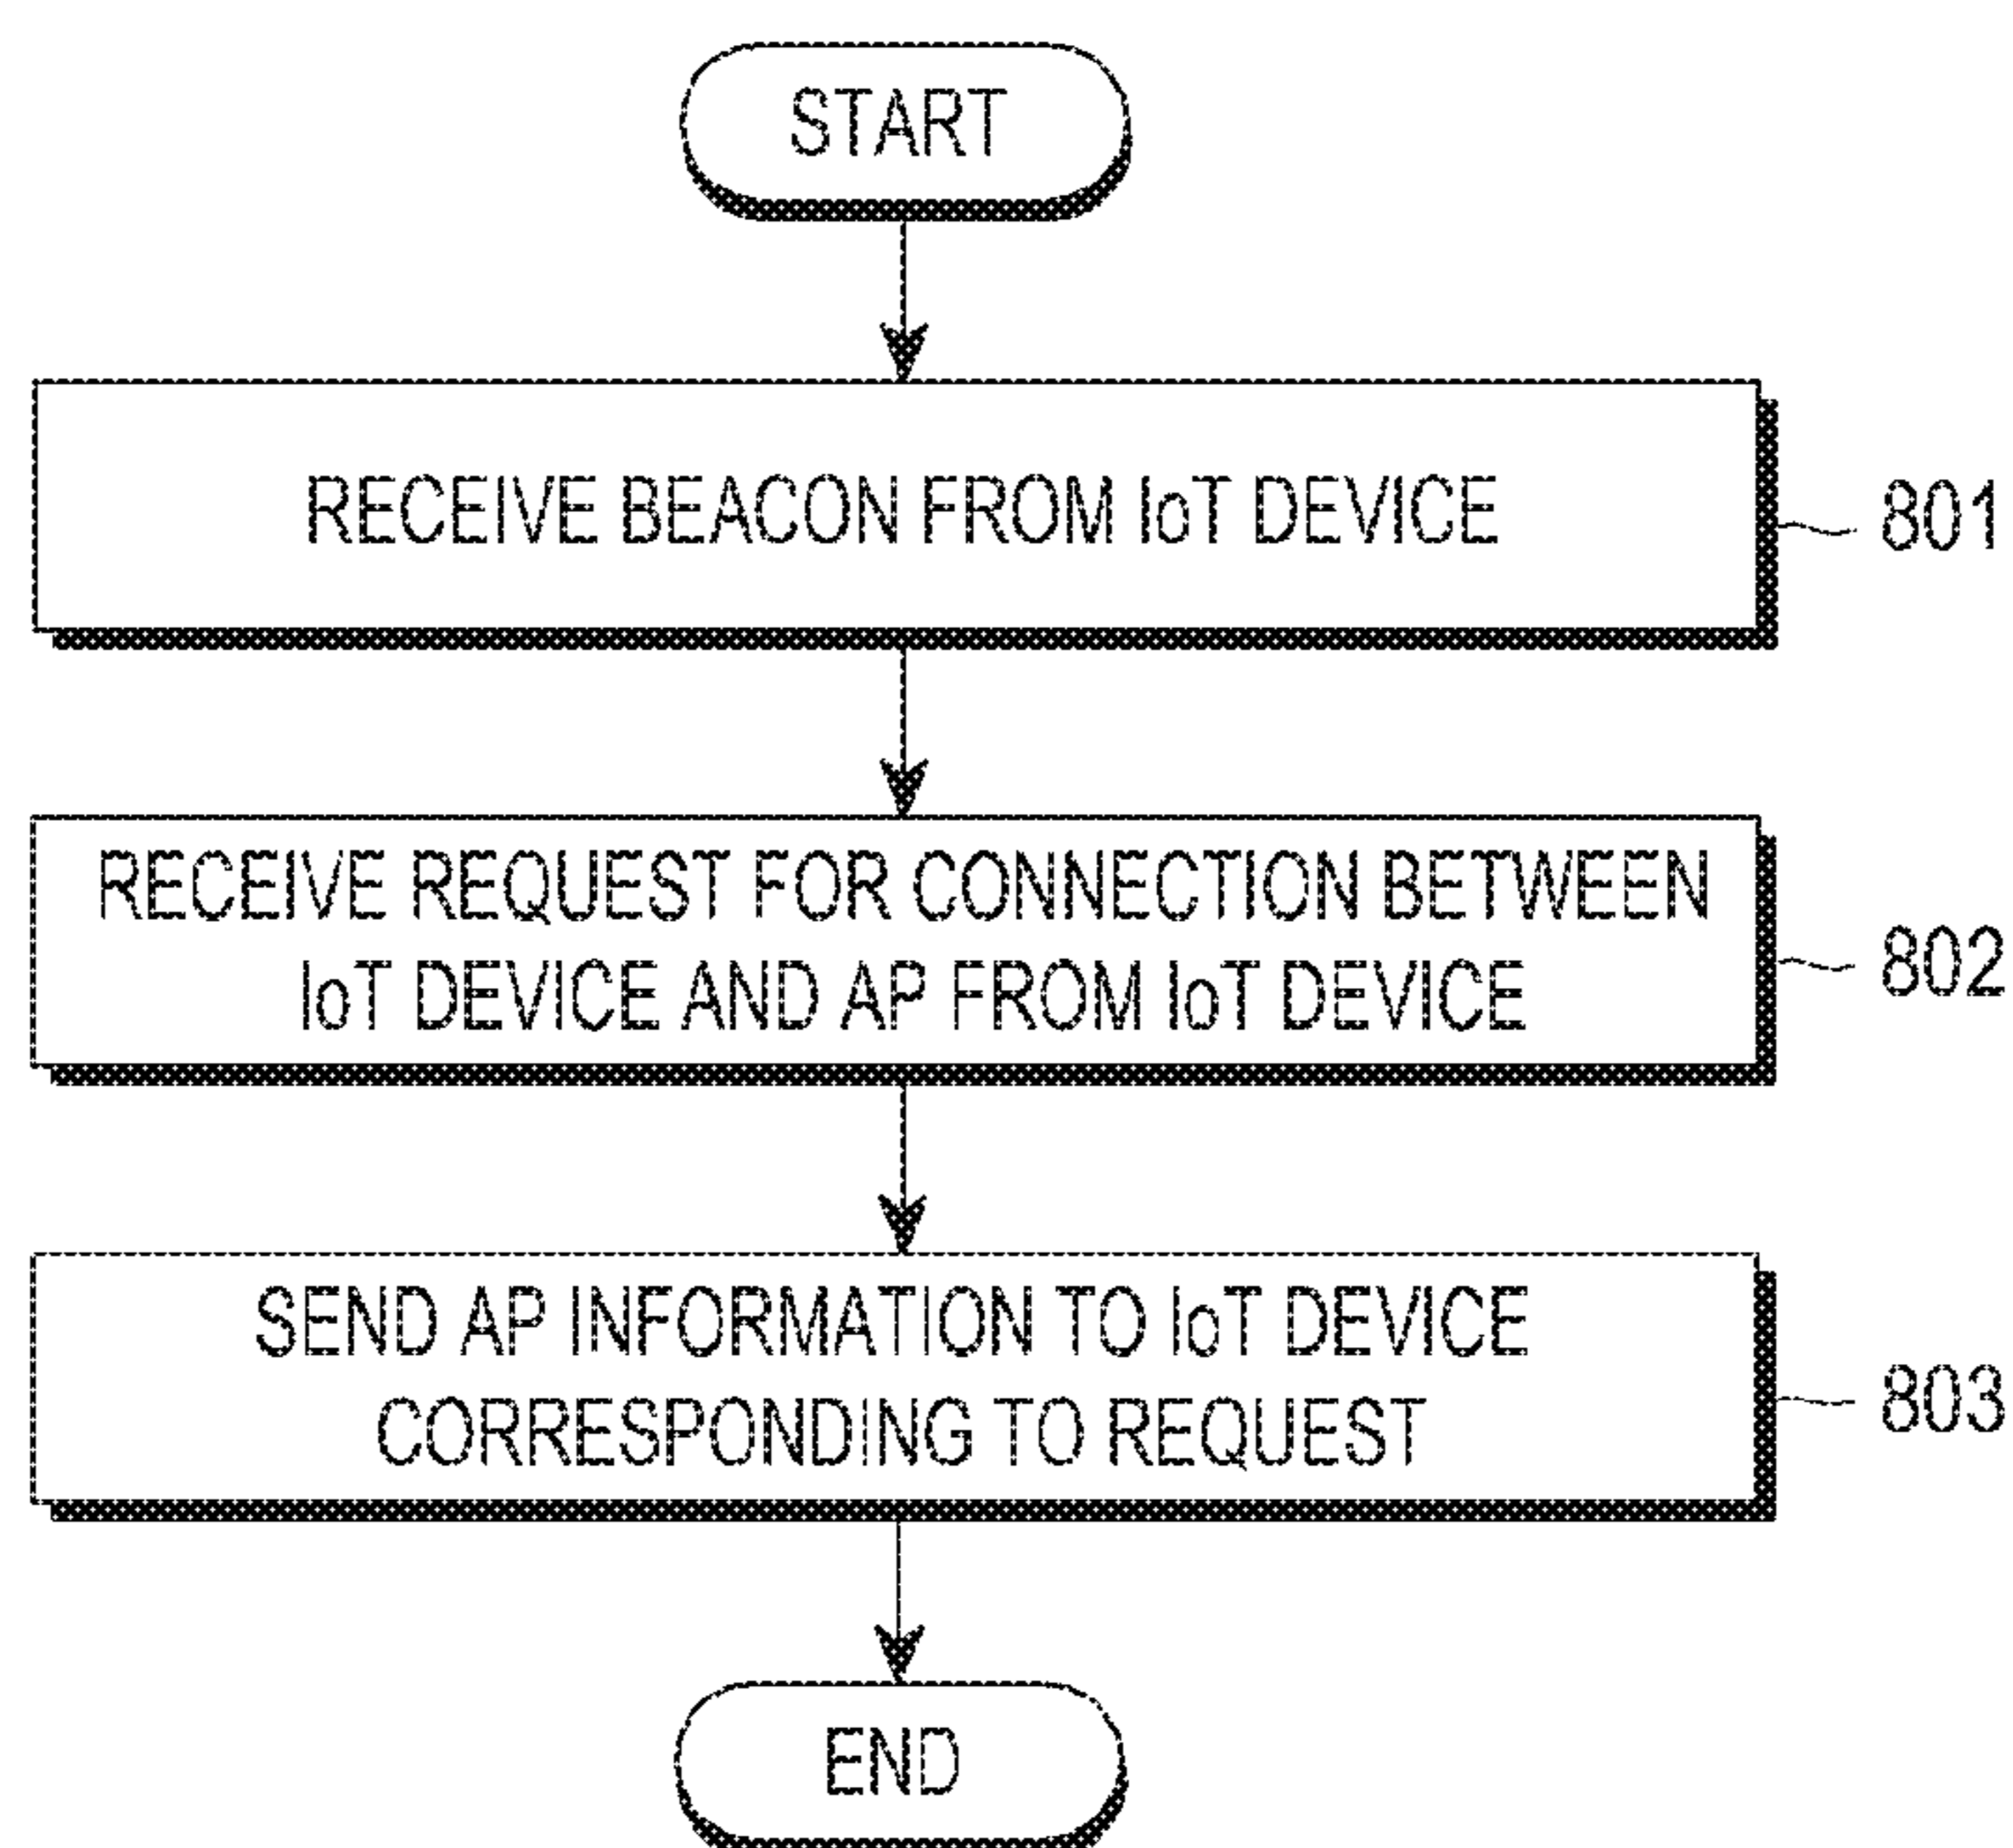 START
RECEIVE BEACON FROM IoT DEVICE
801
RECEIVE REQUEST FOR CONNECTION BETWEEN
IoT DEVICE AND AP FROM IoT DEVICE
802
SEND AP INFORMATION TO IoT DEVICE
CORRESPONDING TO REQUEST
803
END